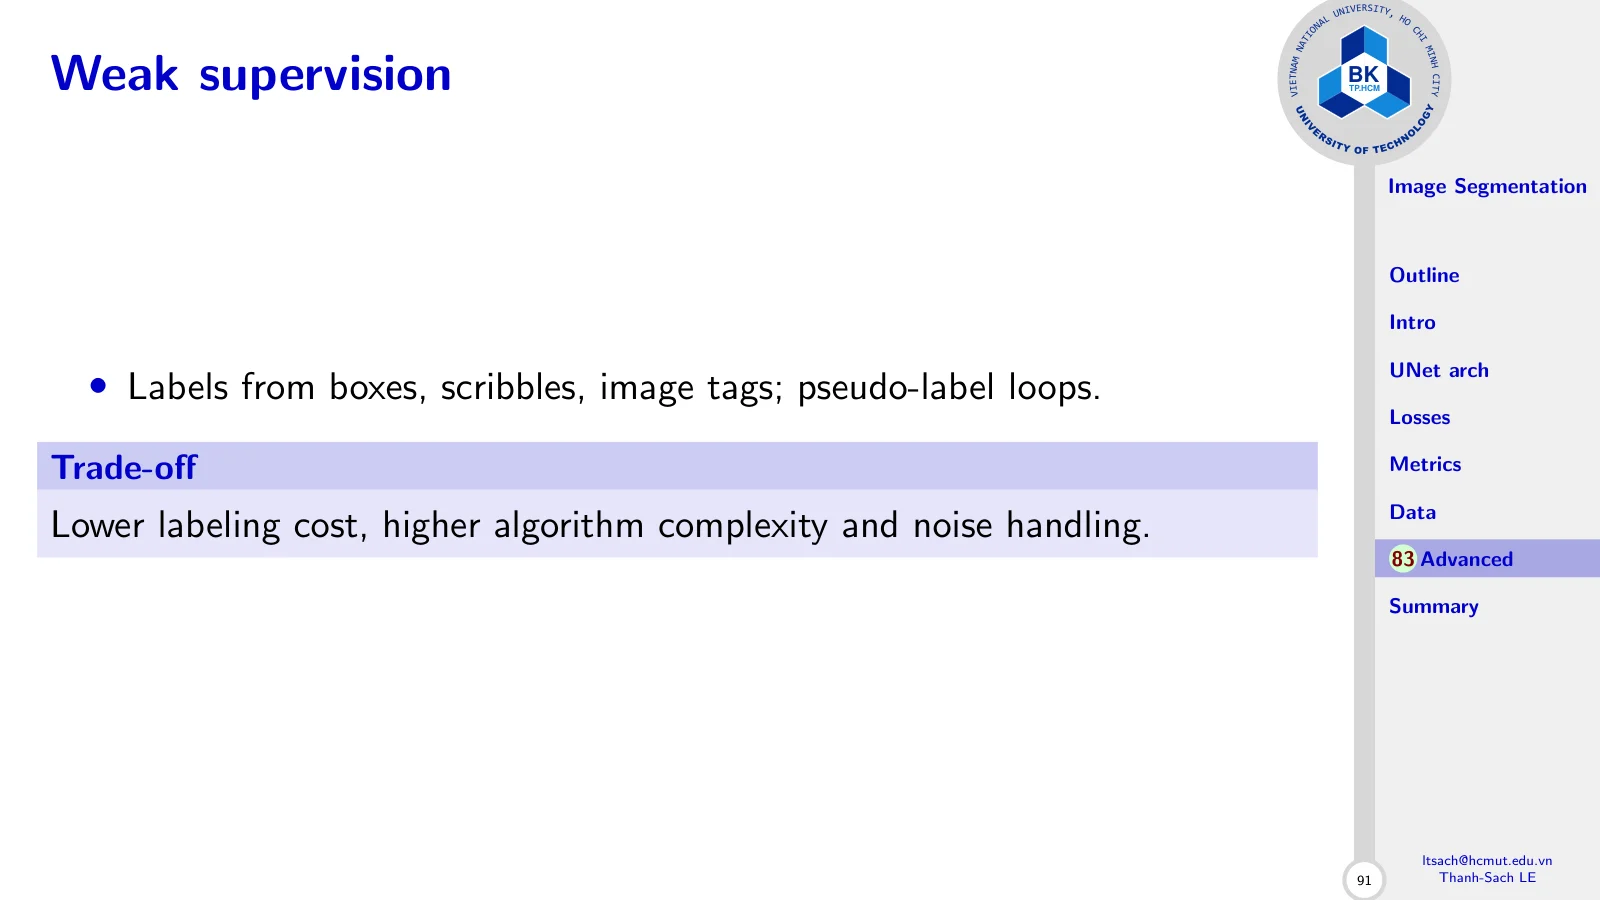 Weak supervision
VIETNAM NATIONAL UNIVERSITY, HO CHI MINH CITY
BK
TP.HCM
UNIVERSITY OF TECHNOLOGY
• Labels from boxes, scribbles, image tags; pseudo-label loops.
Trade-off
Lower labeling cost, higher algorithm complexity and noise handling.
Image Segmentation
Outline
Intro
UNet arch
Losses
Metrics
Data
83 Advanced
Summary
ltsach@hcmut.edu.vn
Thanh-Sach LE
91